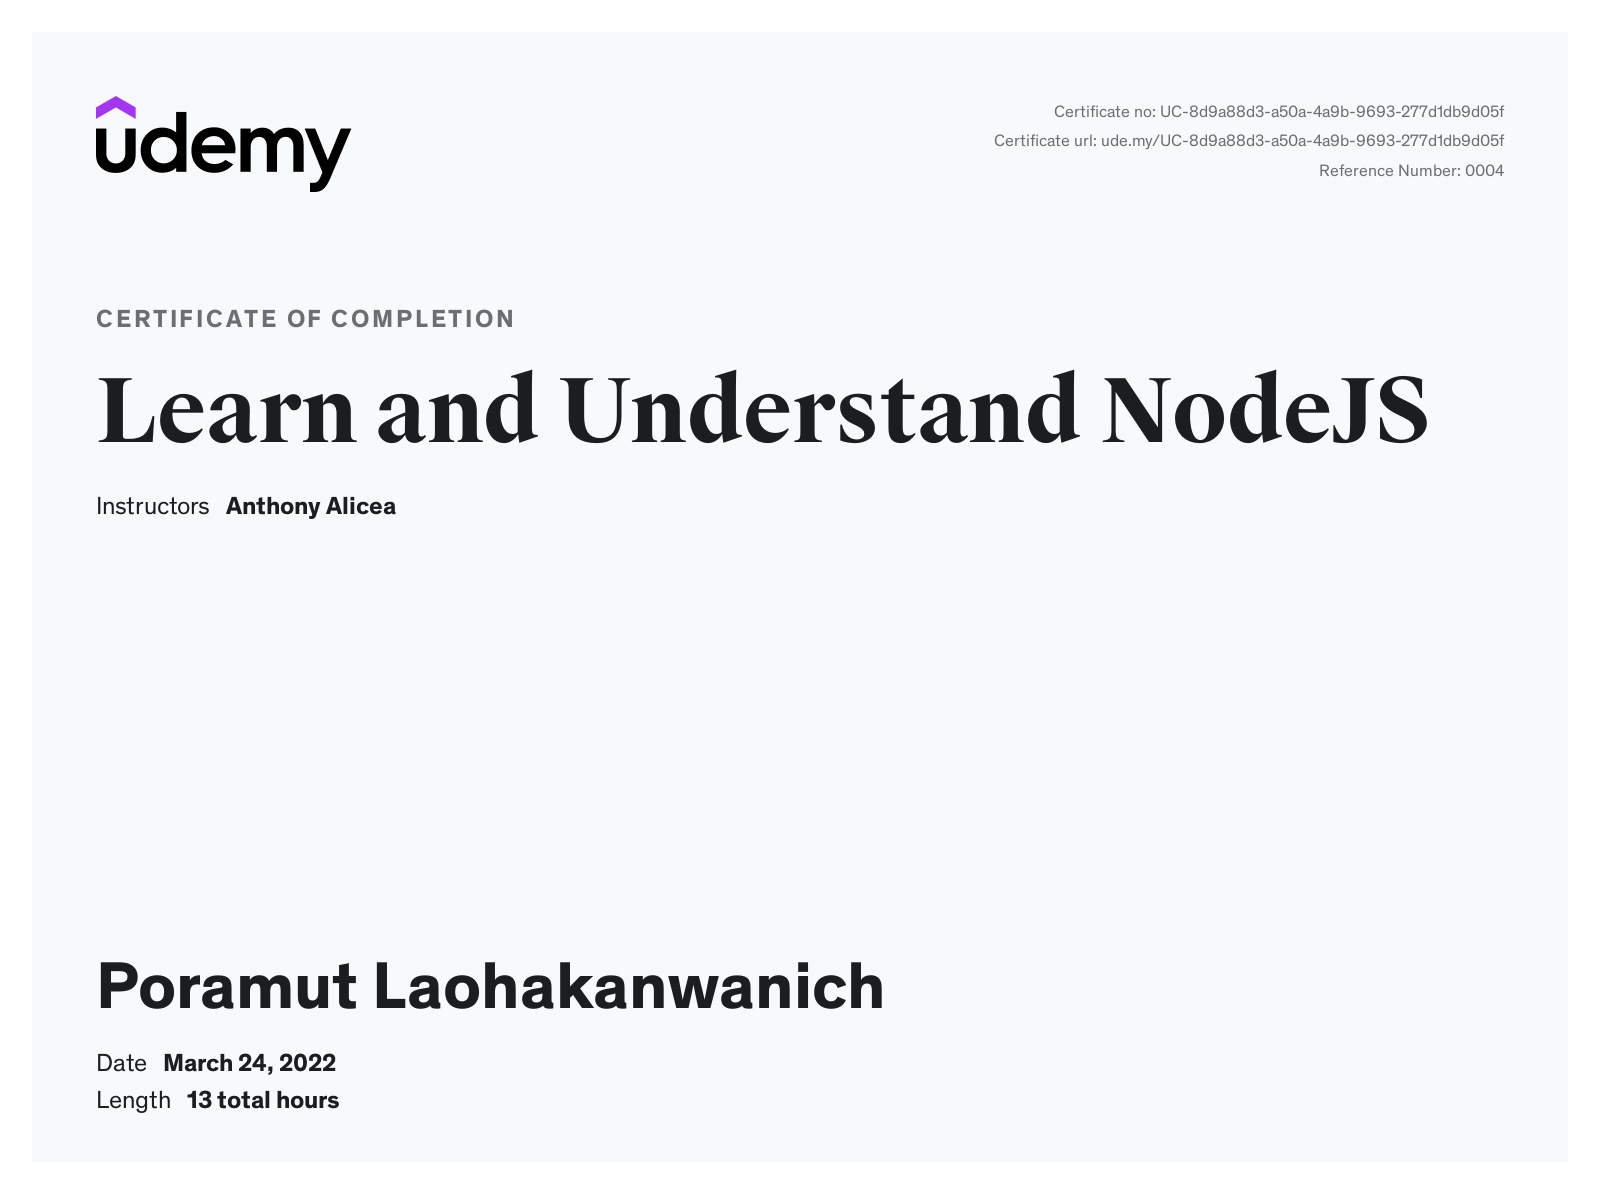 udemy
Certificate no: UC-8d9a88d3-a50a-4a9b-9693-277d1db9d05f
Certificate url: ude.my/UC-8d9a88d3-a50a-4a9b-9693-277d1db9d05f
Reference Number: 0004
CERTIFICATE OF COMPLETION
Learn and Understand NodeJS
Instructors Anthony Alicea
Poramut Laohakanwanich
Date March 24, 2022
Length 13 total hours